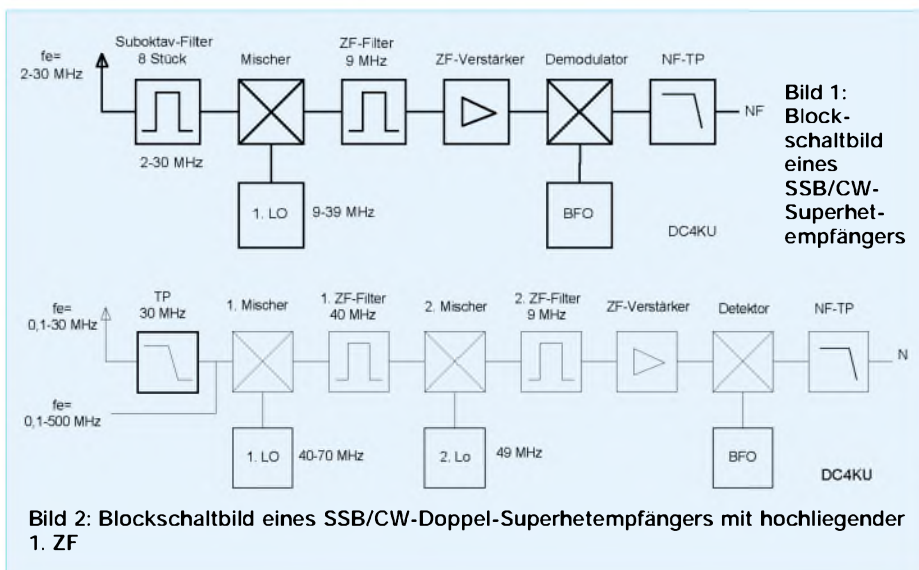 Suboktav-Filter
8 Stück
fe=
2-30 MHz
Mischer
ZF-Filter
9 MHz
ZF-Verstärker
Demodulator
NF-TP
NF
2-30 MHz
1. LO
9-39 MHz
BFO
DC4KU
Bild 1:
Block-
schaltbild
eines
SSB/CW-
Superhet-
empfängers
TP
30 MHz
fe=
0,1-30 MHz
1. Mischer
1. ZF-Filter
40 MHz
2. Mischer
2. ZF-Filter
9 MHz
ZF-Verstärker
Detektor
NF-TP
N
fe=
0,1-500 MHz
1. LO
40-70 MHz
2. Lo
49 MHz
BFO
DC4KU
Bild 2: Blockschaltbild eines SSB/CW-Doppel-Superhetempfängers mit hochliegender
1. ZF